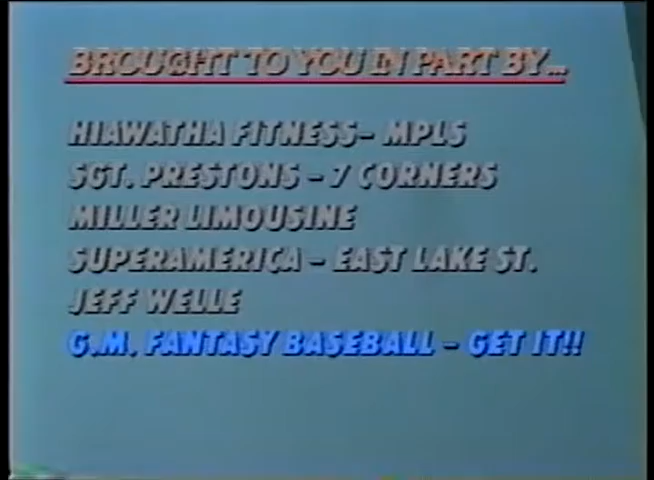 BROUGHT TO YOU IN PART BY...
HIAWATHA FITNESS- MPLS
SGT. PRESTONS - 7 CORNERS
MILLER LIMOUSINE
SUPERAMERICA - EAST LAKE ST.
JEFF WELLE
G.M. FANTASY BASEBALL - GET IT!!